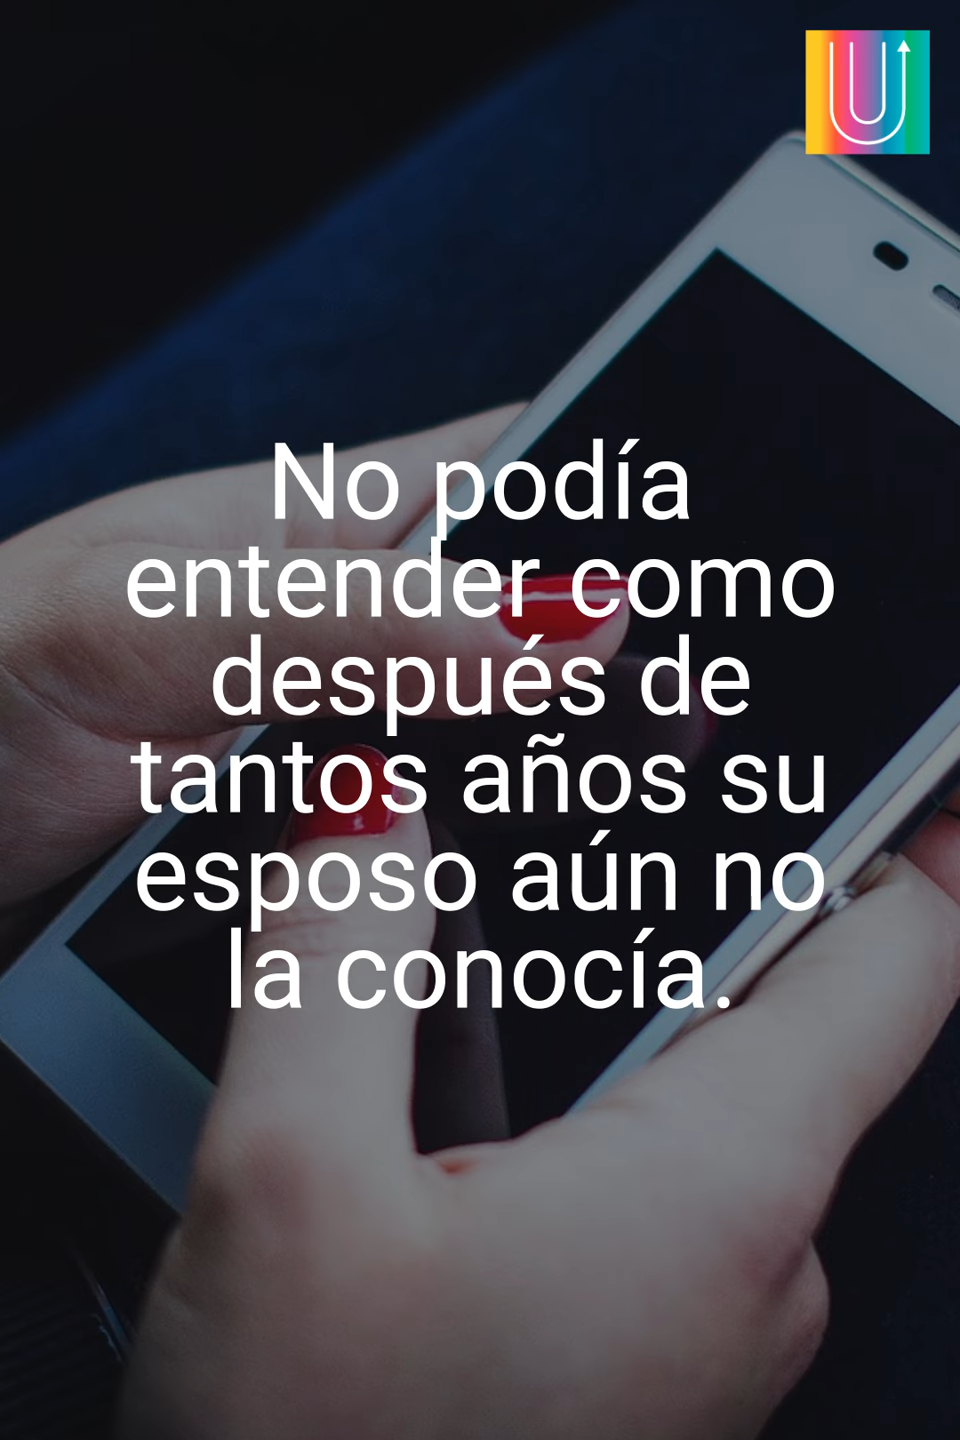 No podía
entender como
después de
tantos años su
esposo aún no
la conocía.